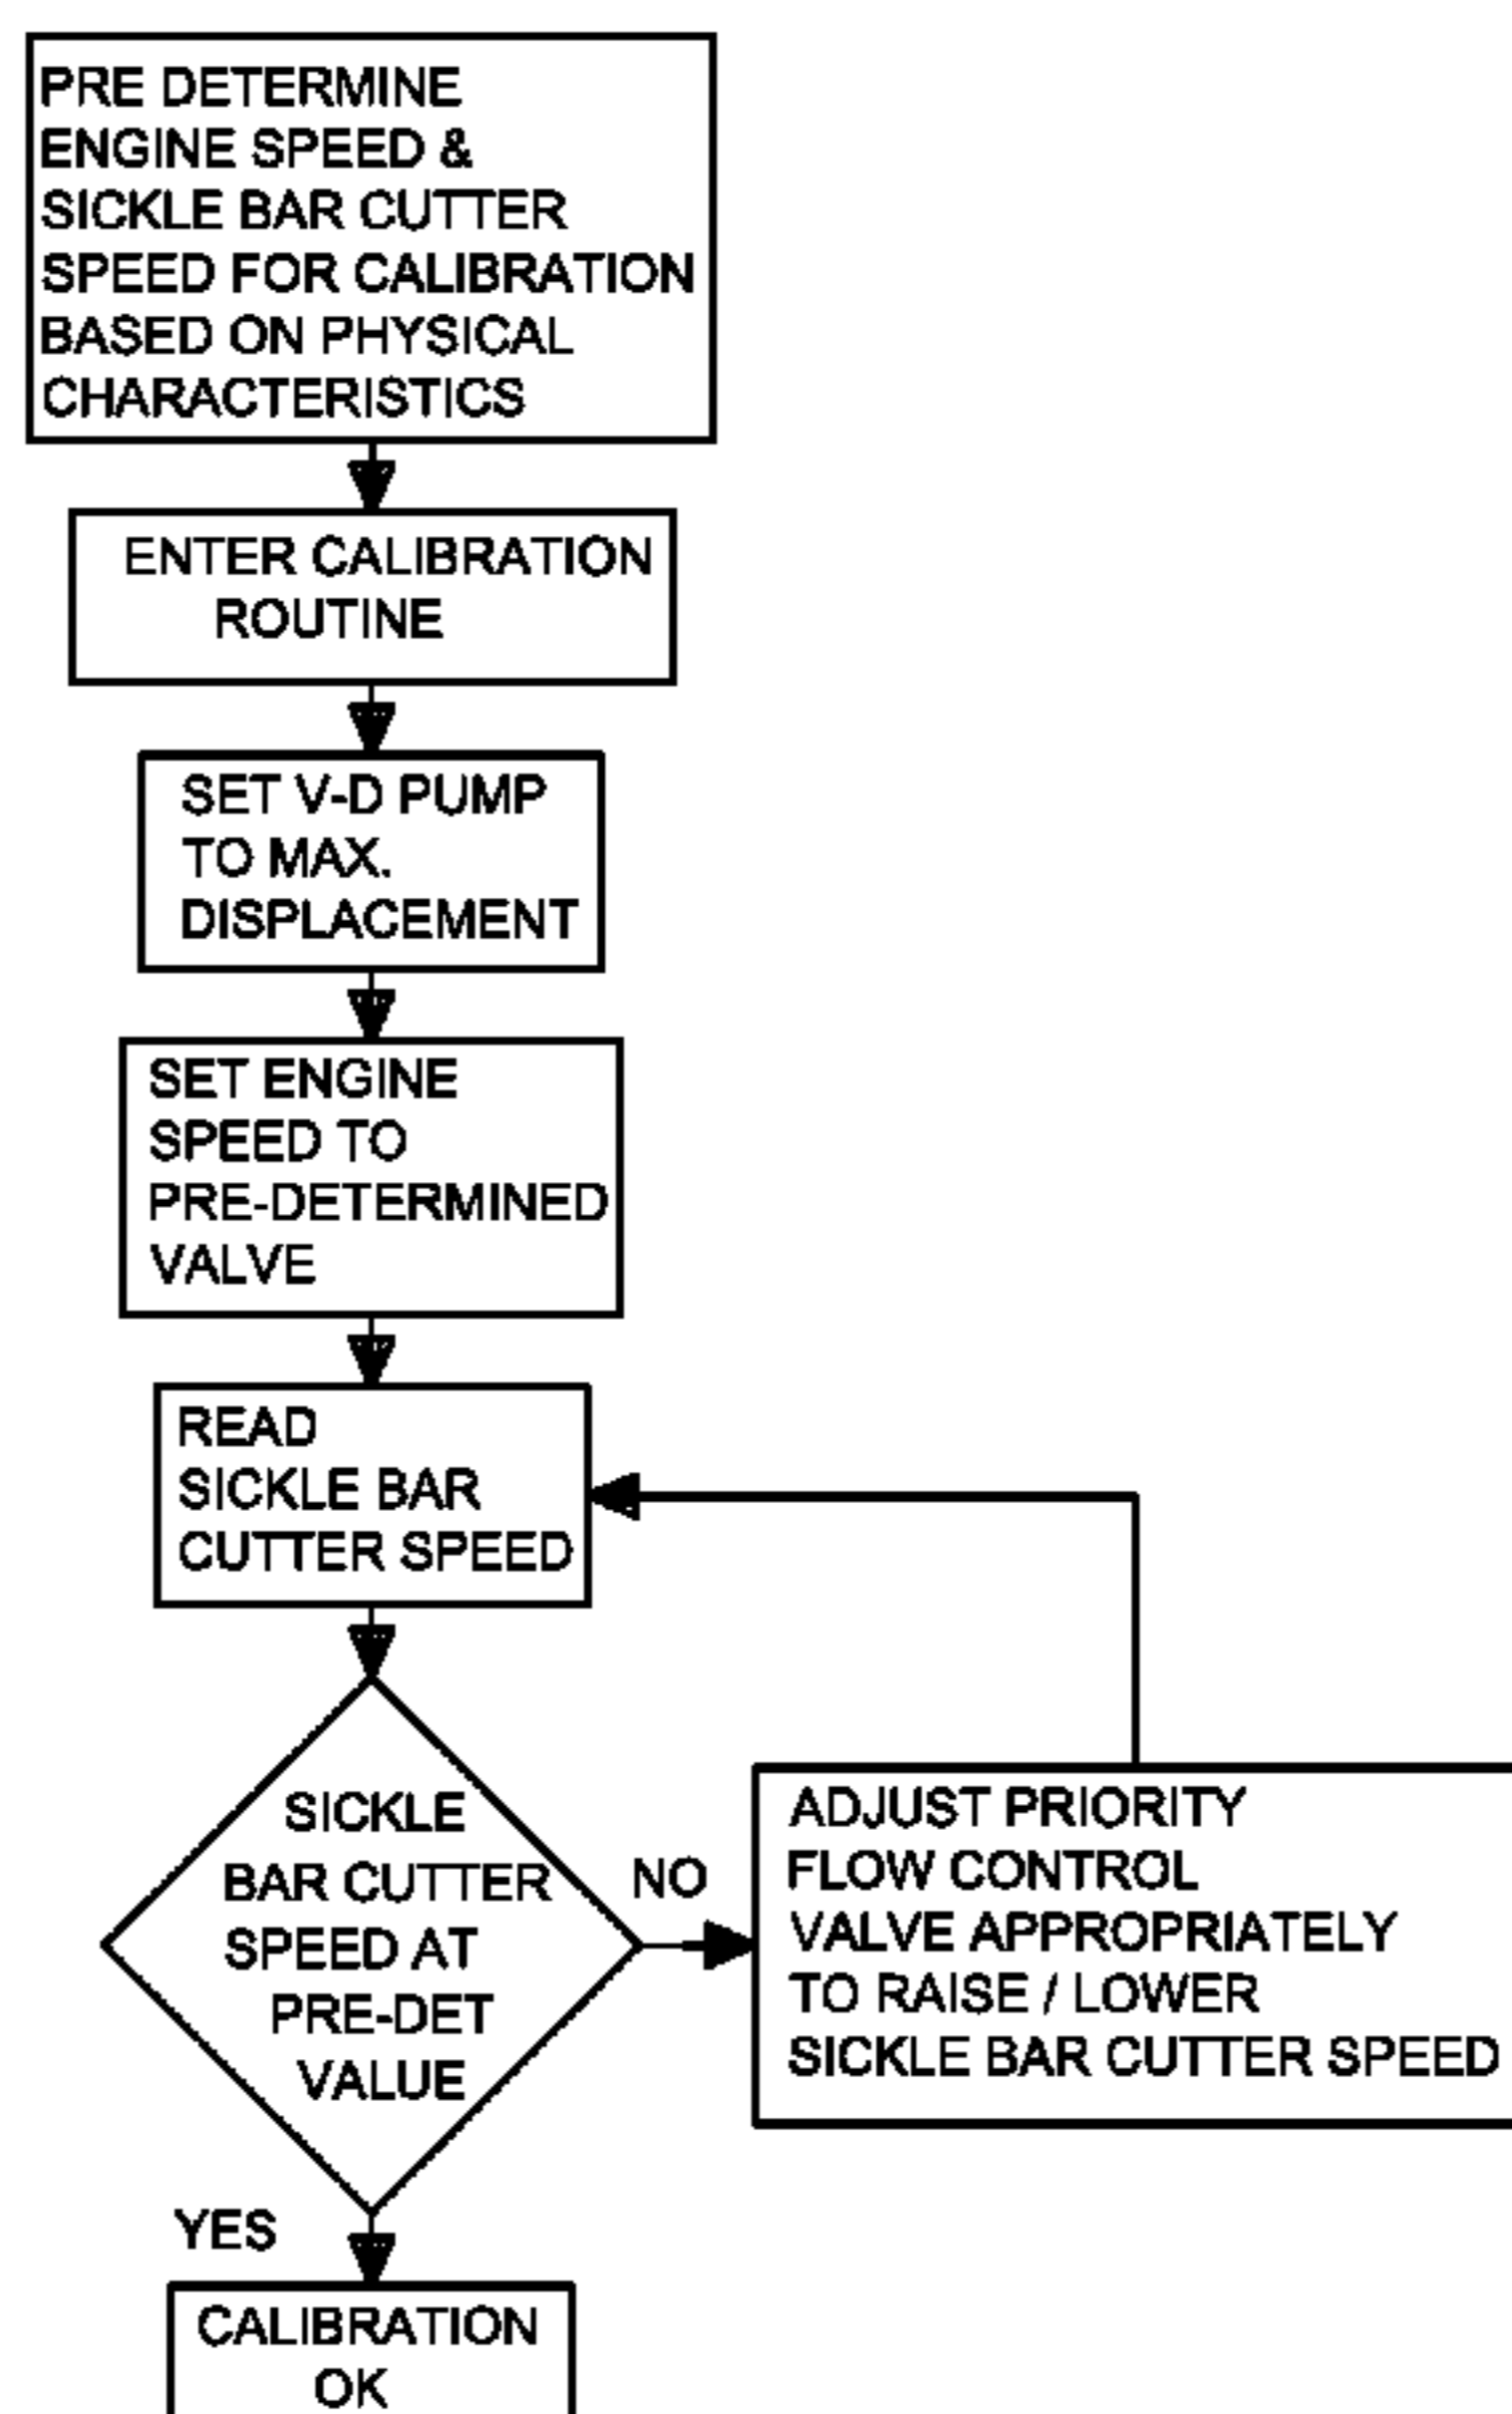 PRE DETERMINE
ENGINE SPEED &
SICKLE BAR CUTTER
SPEED FOR CALIBRATION
BASED ON PHYSICAL
CHARACTERISTICS
ENTER CALIBRATION
ROUTINE
SET V-D PUMP
TO MAX.
DISPLACEMENT
SET ENGINE
SPEED TO
PRE-DETERMINED
VALVE
READ
SICKLE BAR
CUTTER SPEED
SICKLE
BAR CUTTER
SPEED AT
PRE-DET
VALUE
NO
ADJUST PRIORITY
FLOW CONTROL
VALVE APPROPRIATELY
TO RAISE / LOWER
SICKLE BAR CUTTER SPEED
YES
CALIBRATION
OK